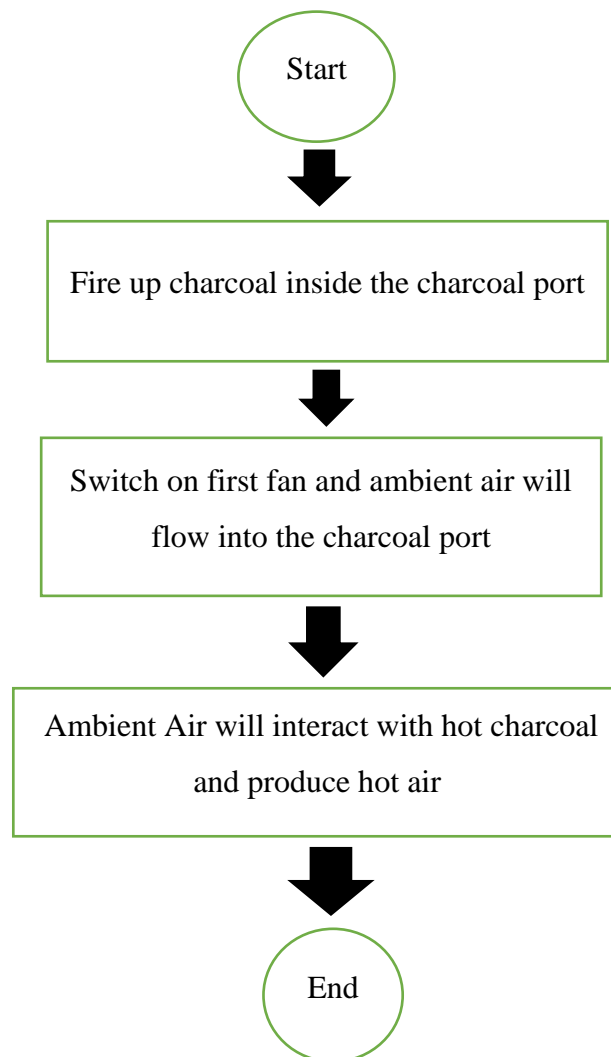 Start
Fire up charcoal inside the charcoal port
Switch on first fan and ambient air will
flow into the charcoal port
Ambient Air will interact with hot charcoal
and produce hot air
End